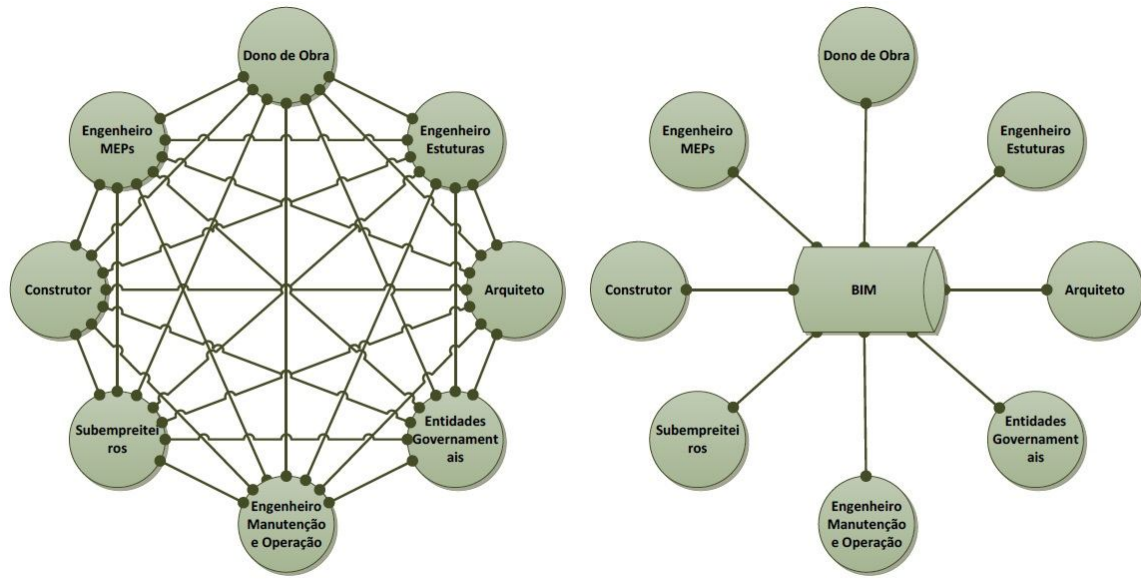 Dono de Obra
Engenheiro
MEPs
Engenheiro
Estuturas
Construtor
Arquiteto
Subempreitei
ros
Entidades
Governament
ais
Engenheiro
Manutenção
e Operação
Dono de Obra
Engenheiro
MEPs
Engenheiro
Estuturas
Construtor
BIM
Arquiteto
Subempreitei
ros
Entidades
Governament
ais
Engenheiro
Manutenção
e Operação